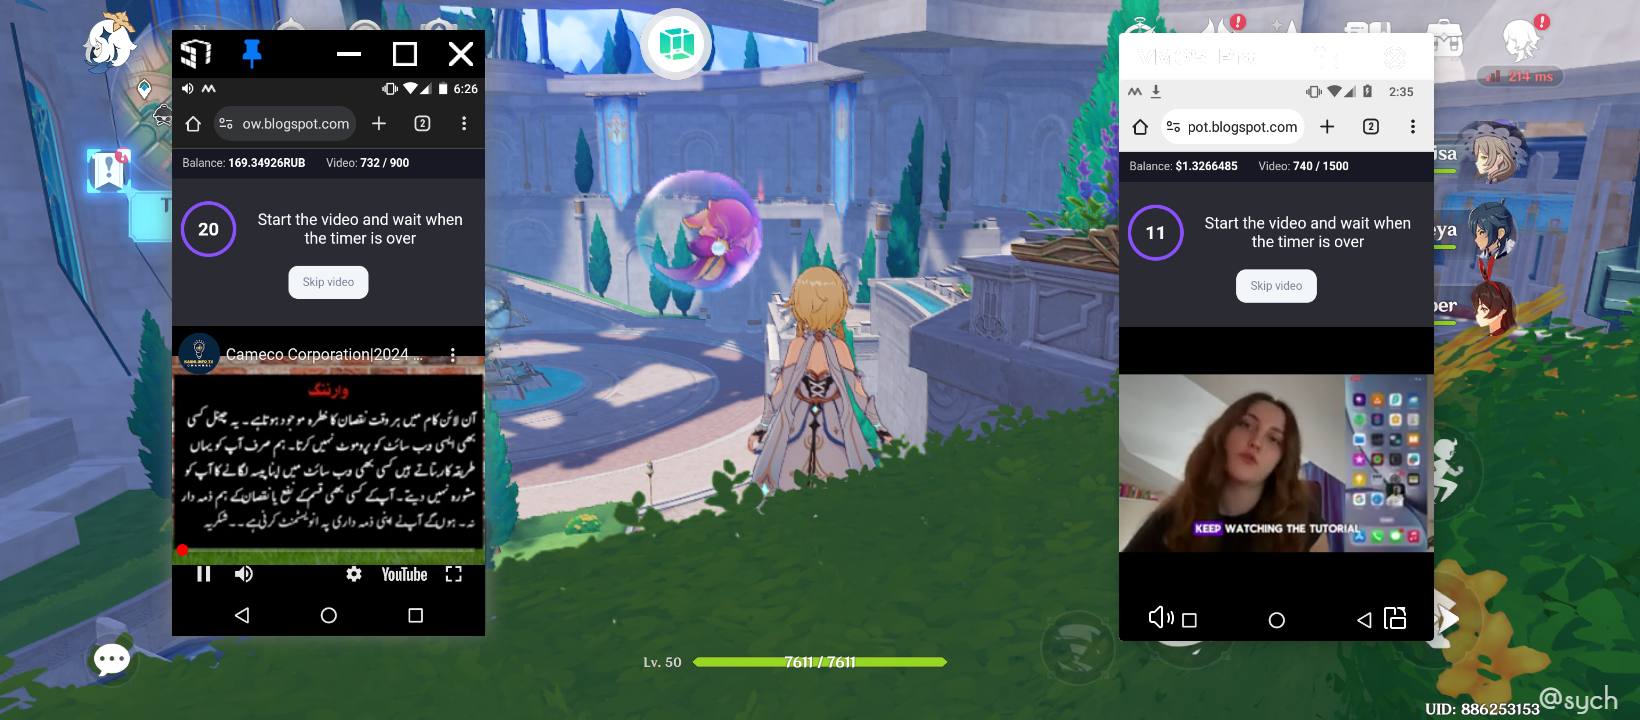 6:26
ow.blogspot.com
2
Balance: 169.34926RUB Video: 732 / 900
20
Start the video and wait when
the timer is over
Skip video
Cameco Corporation|2024 ...
وارننگ
آن لائن کام میں ہر وقت نقصان کا خطرہ موجود ہوتا ہے۔ یہ چینل کسی
بھی ایسی ویب سائٹ کو پروموٹ نہیں کرتا۔ ہم صرف آپ کو یہاں
طریقہ کار بتاتے ہیں کسی بھی ویب سائٹ میں اپنا پیسہ لگانے کا آپ کو
مشورہ نہیں دیتے۔ آپ کے کسی بھی قسم کے نفع یا نقصان کے ہم ذمہ دار
نہ ہوں گے آپ نے اپنی ذمہ داری پہ انویسٹمنٹ کرنی ہے۔۔۔ شکریہ
YouTube
Lv. 50
7611 / 7611
VMOS Pro
2:35
pot.blogspot.com
2
Balance: $1.3266485 Video: 740 / 1500
11
Start the video and wait when
the timer is over
Skip video
KEEP WATCHING THE TUTORIAL
214 ms
isa
eya
ber
UID: 886253153
@sych